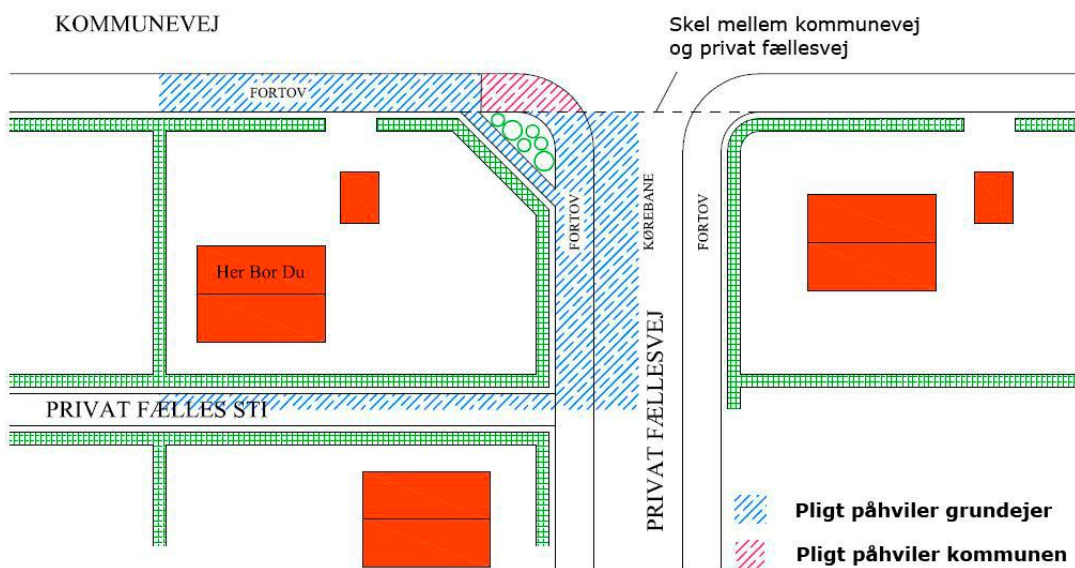 KOMMUNEVEJ
Skel mellem kommunevej
og privat fællesvej
FORTOV
FORTOV
KØREBANE
FORTOV
Her Bor Du
PRIVAT FÆLLES STI
PRIVAT FÆLLESVEJ
Pligt påhviler grundejer
Pligt påhviler kommunen